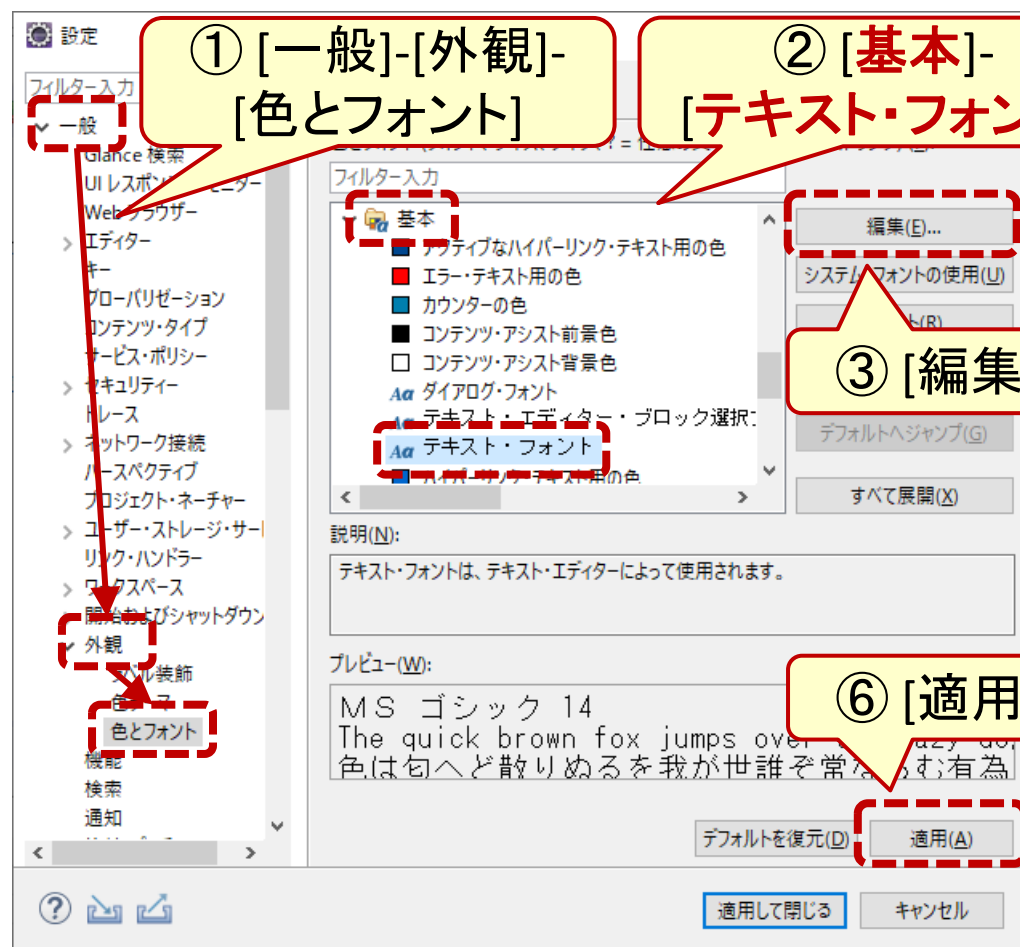 設定
① [一般]-[外観]-
[色とフォント]
② [基本]-
[テキスト・フォン
フィルター入力
一般
Glance 検索
UI レスポン
ニター
Web ブラウザー
エディター
キー
グローバリゼーション
コンテンツ・タイプ
サービス・ポリシー
セキュリティー
トレース
ネットワーク接続
パースペクティブ
プロジェクト・ネーチャー
ユーザー・ストレージ・サー
リンク・ハンドラー
ワークスペース
開始およびシャットダウン
外観
ラベル装飾
色とフォント
機能
検索
通知
フィルター入力
基本
アクティブなハイパーリンク・テキスト用の色
エラー・テキスト用の色
カウンターの色
コンテンツ・アシスト前景色
コンテンツ・アシスト背景色
Aa ダイアログ・フォント
Aa テキスト・エディター・ブロック選択フ
Aa テキスト・フォント
ハイパーリンク・テキスト用の色
編集(E)...
システム・フォントの使用(U)
③ [編集
デフォルトへジャンプ(G)
すべて展開(X)
説明(N):
テキスト・フォントは、テキスト・エディターによって使用されます。
プレビュー(W):
ＭＳ ゴシック 14
The quick brown fox jumps over
色は匂へど散りぬるを我が世誰ぞ常ならむ有為
⑥ [適用
デフォルトを復元(D)
適用(A)
適用して閉じる
キャンセル